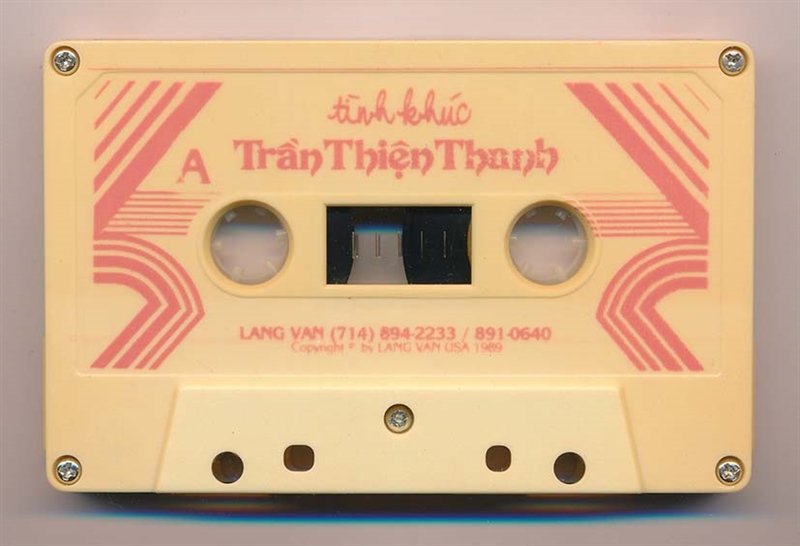 tình khúc
Trần Thiện Thanh
A
LANG VAN (714) 894-2233 / 891-0640
Copyright ® by LANG VAN USA 1989